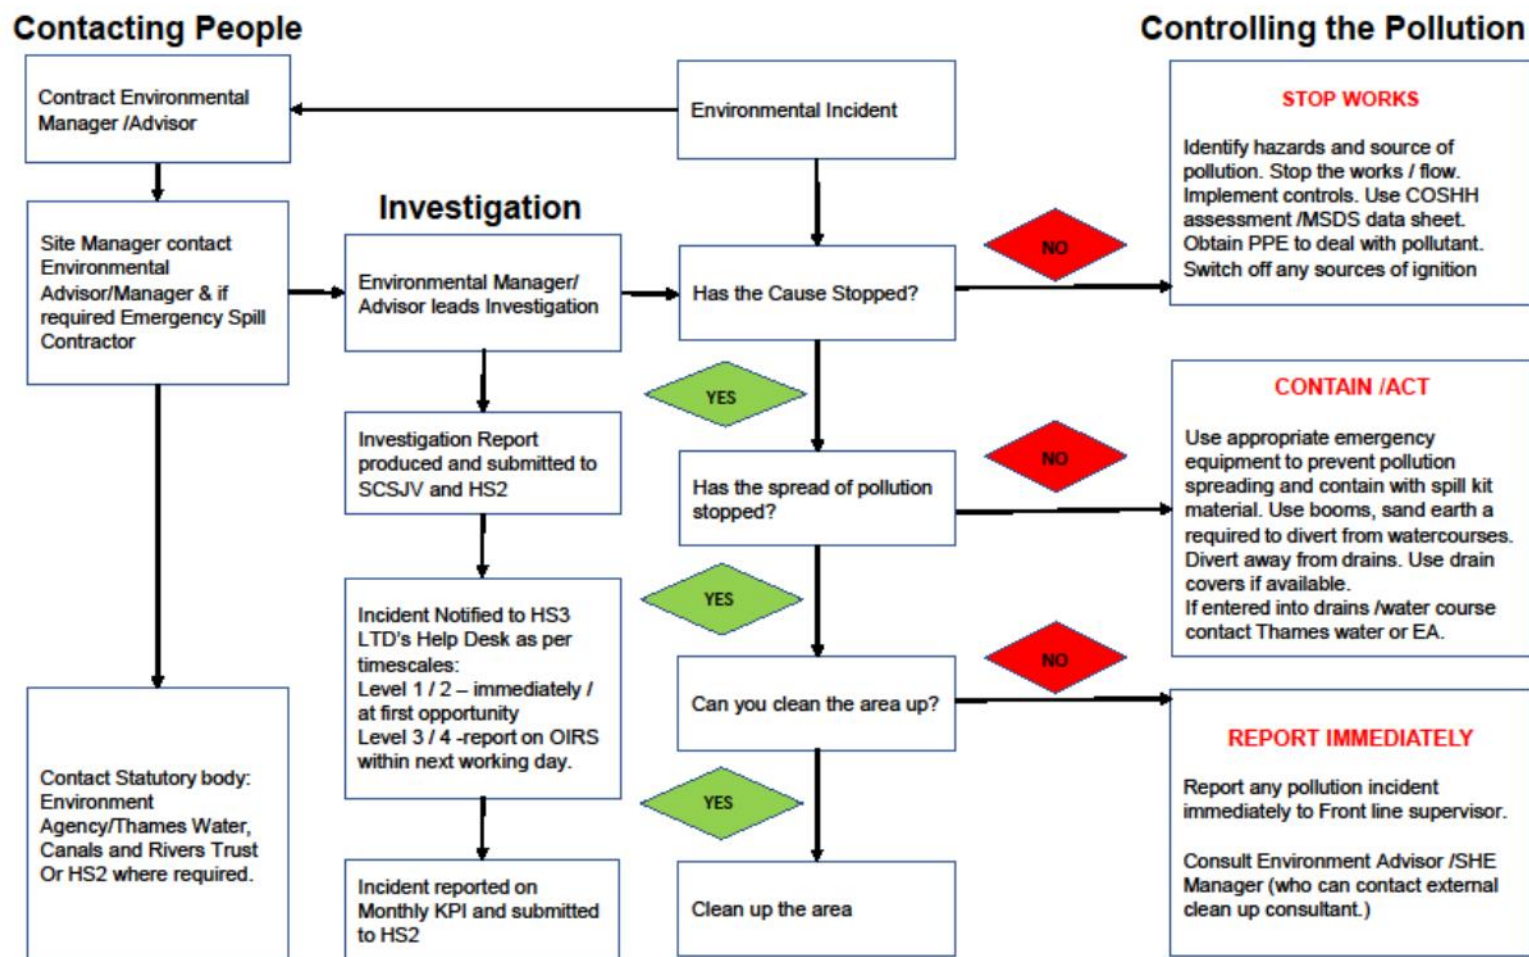 Contacting People
Contract Environmental
Manager /Advisor
Site Manager contact
Environmental
Advisor/Manager & if
required Emergency Spill
Contractor
Contact Statutory body:
Environment
Agency/Thames Water,
Canals and Rivers Trust
Or HS2 where required.
Investigation
Environmental Manager/
Advisor leads Investigation
Investigation Report
produced and submitted to
SCSJV and HS2
Incident Notified to HS3
LTD's Help Desk as per
timescales:
Level 1 / 2 – immediately /
at first opportunity
Level 3 / 4 -report on OIRS
within next working day.
Incident reported on
Monthly KPI and submitted
to HS2
Environmental Incident
Has the Cause Stopped?
YES
NO
Has the spread of pollution
stopped?
YES
NO
Can you clean the area up?
YES
NO
Clean up the area
Controlling the Pollution
STOP WORKS
Identify hazards and source of
pollution. Stop the works / flow.
Implement controls. Use COSHH
assessment /MSDS data sheet.
Obtain PPE to deal with pollutant.
Switch off any sources of ignition
CONTAIN /ACT
Use appropriate emergency
equipment to prevent pollution
spreading and contain with spill kit
material. Use booms, sand earth a
required to divert from watercourses.
Divert away from drains. Use drain
covers if available.
If entered into drains /water course
contact Thames water or EA.
REPORT IMMEDIATELY
Report any pollution incident
immediately to Front line supervisor.
Consult Environment Advisor /SHE
Manager (who can contact external
clean up consultant.)